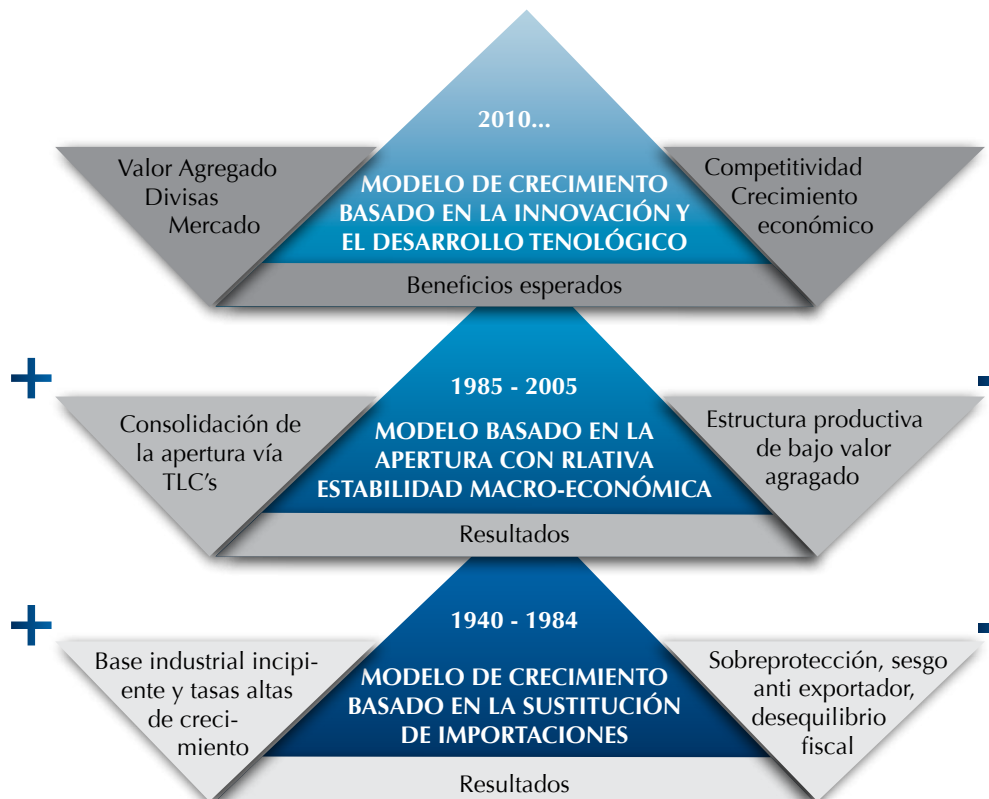 2010...
Valor Agregado
Divisas
Mercado
MODELO DE CRECIMIENTO
BASADO EN LA INNOVACIÓN Y
EL DESARROLLO TENOLÓGICO
Competitividad
Crecimiento
económico
Beneficios esperados
+
-
1985 - 2005
Consolidación de
la apertura vía
TLC's
MODELO BASADO EN LA
APERTURA CON RLATIVA
ESTABILIDAD MACRO-ECONÓMICA
Estructura productiva
de bajo valor
agragado
Resultados
+
-
1940 - 1984
Base industrial incipi-
ente y tasas altas
de creci-
miento
MODELO DE CRECIMIENTO
BASADO EN LA SUSTITUCIÓN
DE IMPORTACIONES
Sobreprotección, sesgo
anti exportador,
desequilibrio
fiscal
Resultados